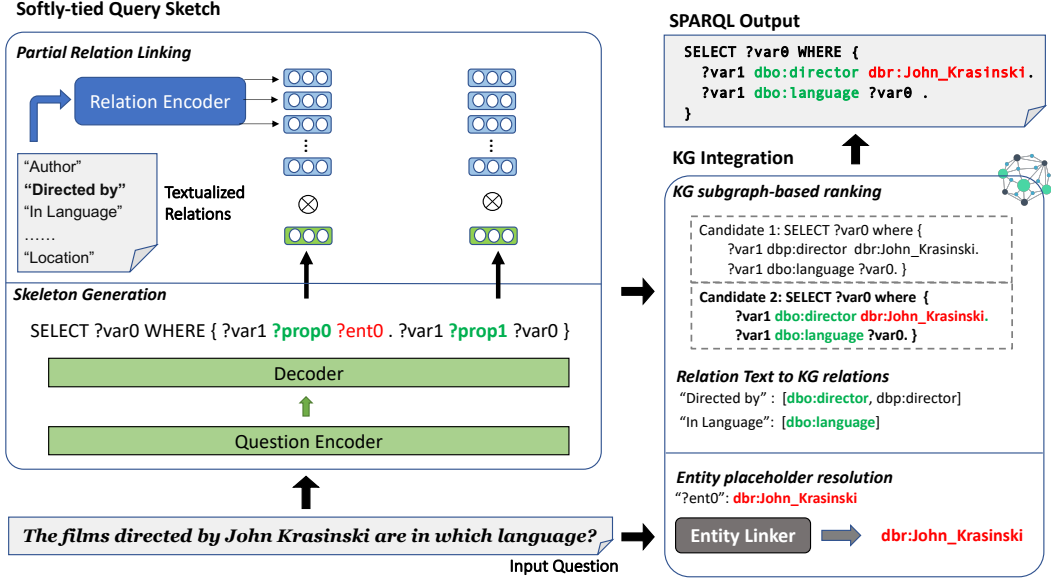 Softly-tied Query Sketch
Partial Relation Linking
Relation Encoder
“Author”
“Directed by”
“In Language”
……
“Location”
Textualized
Relations
Skeleton Generation
SELECT ?var0 WHERE { ?var1 ?prop0 ?ent0 . ?var1 ?prop1 ?var0 }
Decoder
Question Encoder
The films directed by John Krasinski are in which language?
Input Question
SPARQL Output
SELECT ?var0 WHERE {
?var1 dbo:director dbr:John_Krasinski.
?var1 dbo:language ?var0 .
}
KG Integration
KG subgraph-based ranking
Candidate 1: SELECT ?var0 where {
?var1 dbp:director dbr:John_Krasinski.
?var1 dbo:language ?var0. }
Candidate 2: SELECT ?var0 where {
?var1 dbo:director dbr:John_Krasinski.
?var1 dbo:language ?var0. }
Relation Text to KG relations
“Directed by” : [dbo:director, dbp:director]
“In Language”: [dbo:language]
Entity placeholder resolution
“?ent0”: dbr:John_Krasinski
Entity Linker
dbr:John_Krasinski